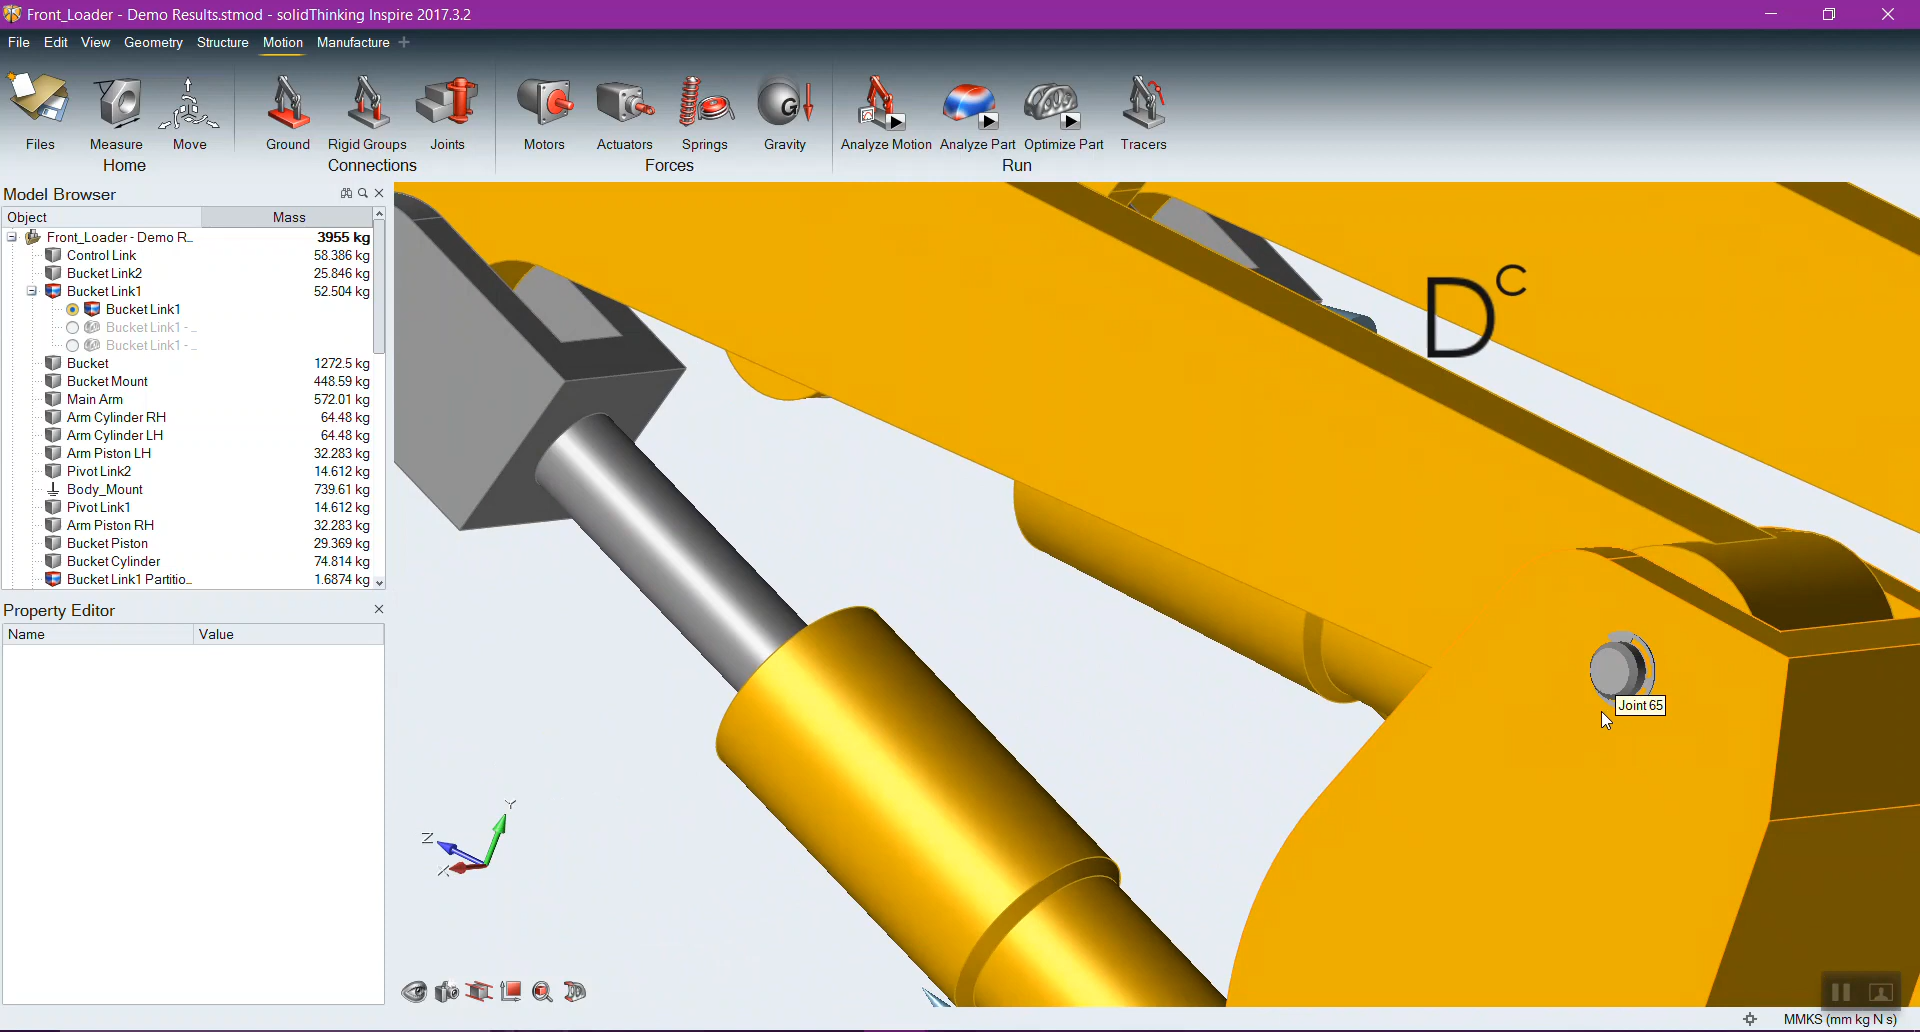 Front_Loader - Demo Results.stmod - solidThinking Inspire 2017.3.2
File Edit View Geometry Structure Motion Manufacture +
Files Measure Move Ground Rigid Groups Joints Motors Actuators Springs Gravity Analyze Motion Analyze Part Optimize Part Tracers
Home Connections Forces Run
G
Model Browser
Object Mass
Front_Loader - Demo R... 3955 kg
Control Link 58.386 kg
Bucket Link2 25.846 kg
Bucket Link1 52.504 kg
Bucket Link1
Bucket Link1 - ...
Bucket Link1 - ...
Bucket 1272.5 kg
Bucket Mount 448.59 kg
Main Arm 572.01 kg
Arm Cylinder RH 64.48 kg
Arm Cylinder LH 64.48 kg
Arm Piston LH 32.283 kg
Pivot Link2 14.612 kg
Body_Mount 739.61 kg
Pivot Link1 14.612 kg
Arm Piston RH 32.283 kg
Bucket Piston 29.369 kg
Bucket Cylinder 74.814 kg
Bucket Link1 Partitio... 1.6874 kg
Property Editor
Name Value
DC
Joint 65
Y
Z
X
MMKS (mm kg N s)